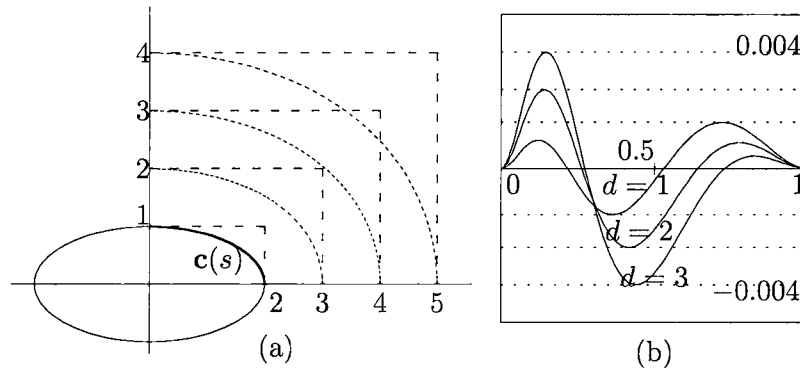 4
3
2
1
c(s)
2 3 4 5
(a)
0.004
0.5
0 d = 1 1
d = 2
d = 3
−0.004
(b)